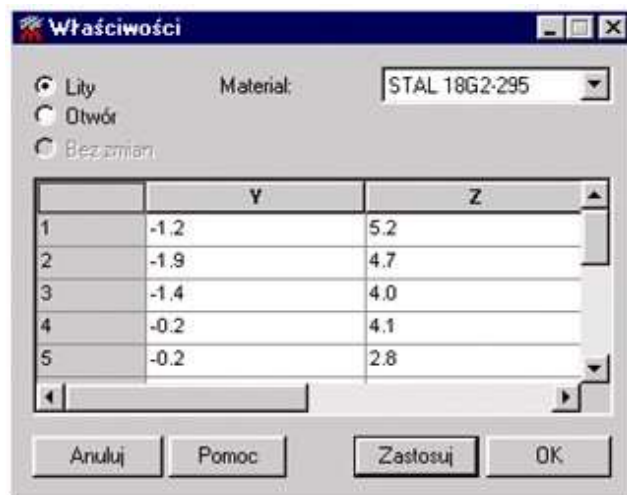 Właściwości
Lity
Materiał:
STAL 18G2-295
Otwór
Bez zmian
Y Z
1 -1.2 5.2
2 -1.9 4.7
3 -1.4 4.0
4 -0.2 4.1
5 -0.2 2.8
Anuluj Pomoc Zastosuj OK